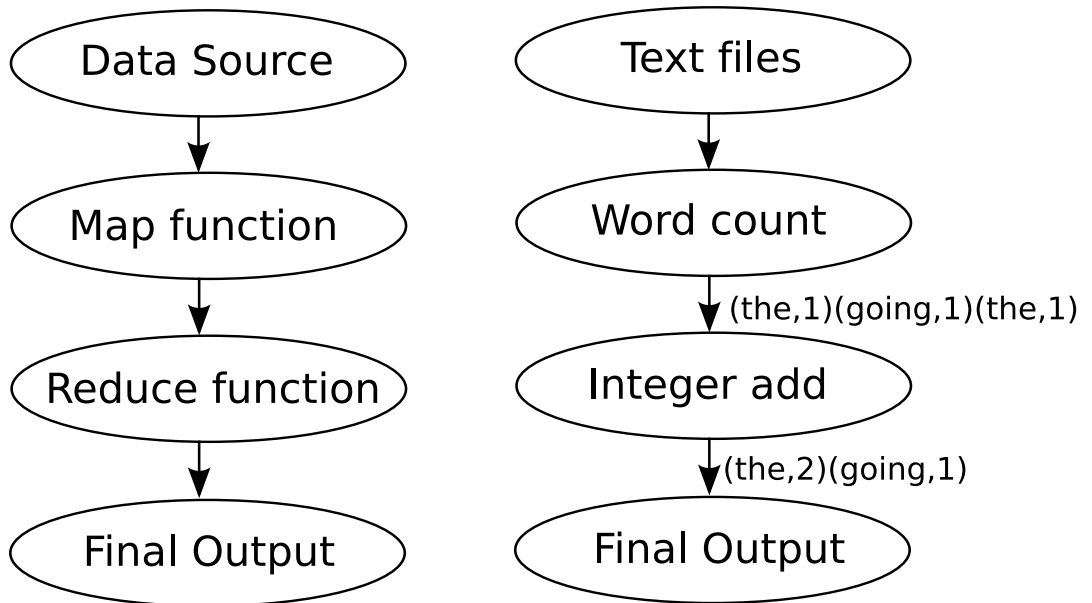 Data Source
Map function
Reduce function
Final Output
Text files
Word count
(the,1)(going,1)(the,1)
Integer add
(the,2)(going,1)
Final Output